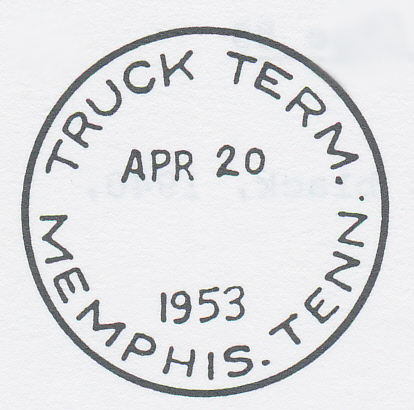 TRUCK TERM.
APR 20
1953
MEMPHIS. TENN.